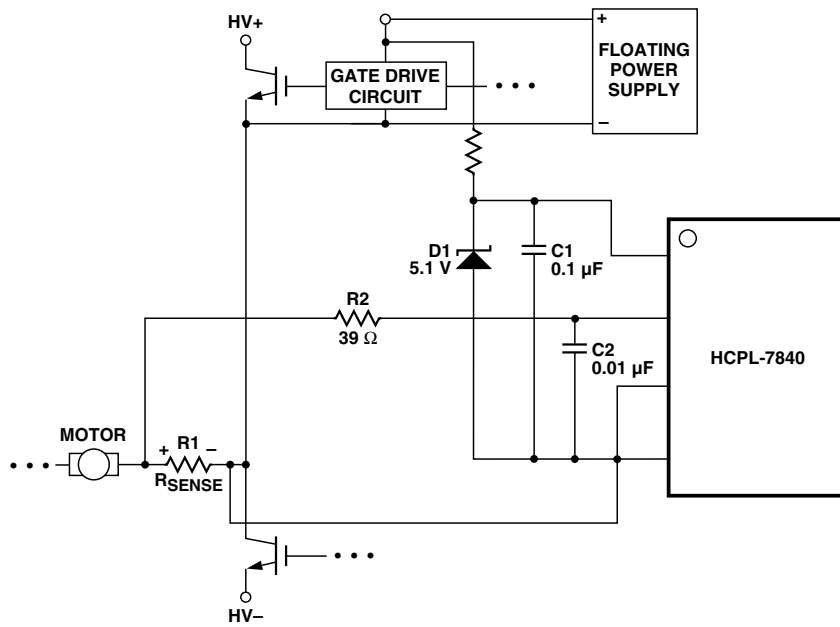 HV+
+
FLOATING
POWER
SUPPLY
–
GATE DRIVE
CIRCUIT
• • •
D1
5.1 V
C1
0.1 µF
R2
39 Ω
C2
0.01 µF
HCPL-7840
MOTOR
• • •
+ R1 –
RSENSE
• • •
HV–